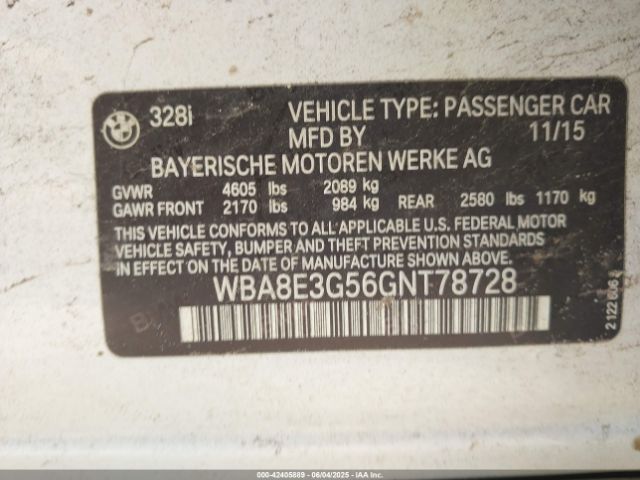 328i VEHICLE TYPE: PASSENGER CAR
MFD BY 11/15
BAYERISCHE MOTOREN WERKE AG
GVWR 4605 lbs 2089 kg
GAWR FRONT 2170 lbs 984 kg REAR 2580 lbs 1170 kg
THIS VEHICLE CONFORMS TO ALL APPLICABLE U.S. FEDERAL MOTOR
VEHICLE SAFETY, BUMPER AND THEFT PREVENTION STANDARDS
IN EFFECT ON THE DATE OF MANUFACTURE SHOWN ABOVE.
WBA8E3G56GNT78728
000-42405889 - 06/04/2025 - IAAI.COM